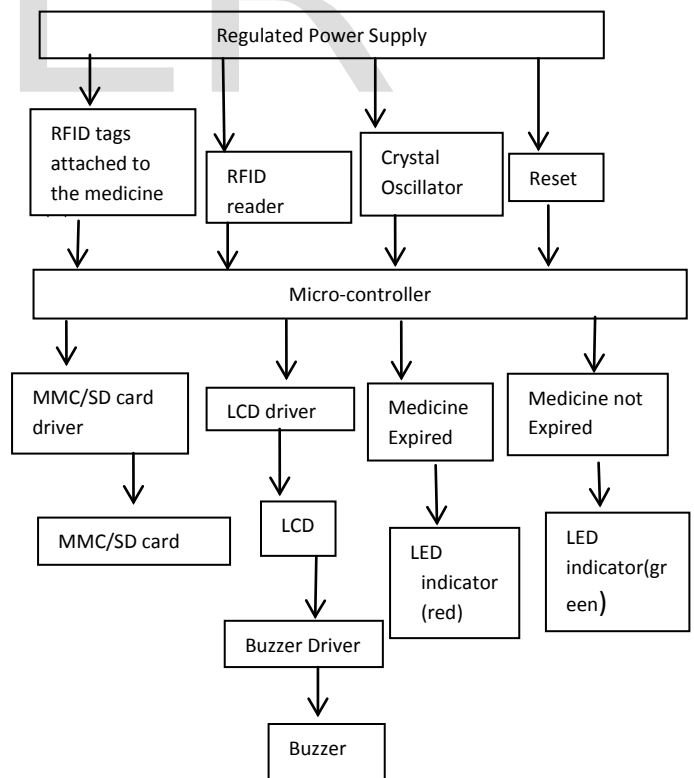 Regulated Power Supply
RFID tags
attached to
the medicine
RFID
reader
Crystal
Oscillator
Reset
Micro-controller
MMC/SD card
driver
LCD driver
Medicine
Expired
Medicine not
Expired
MMC/SD card
LCD
LED
indicator
(red)
LED
indicator(gr
een)
Buzzer Driver
Buzzer